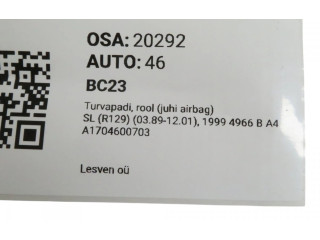 OSA: 20292
AUTO: 46
BC23
Turvapadi, rool (juhi airbag)
SL (R129) (03.89-12.01), 1999 4966 B A4
A1704600703
Lesven oü